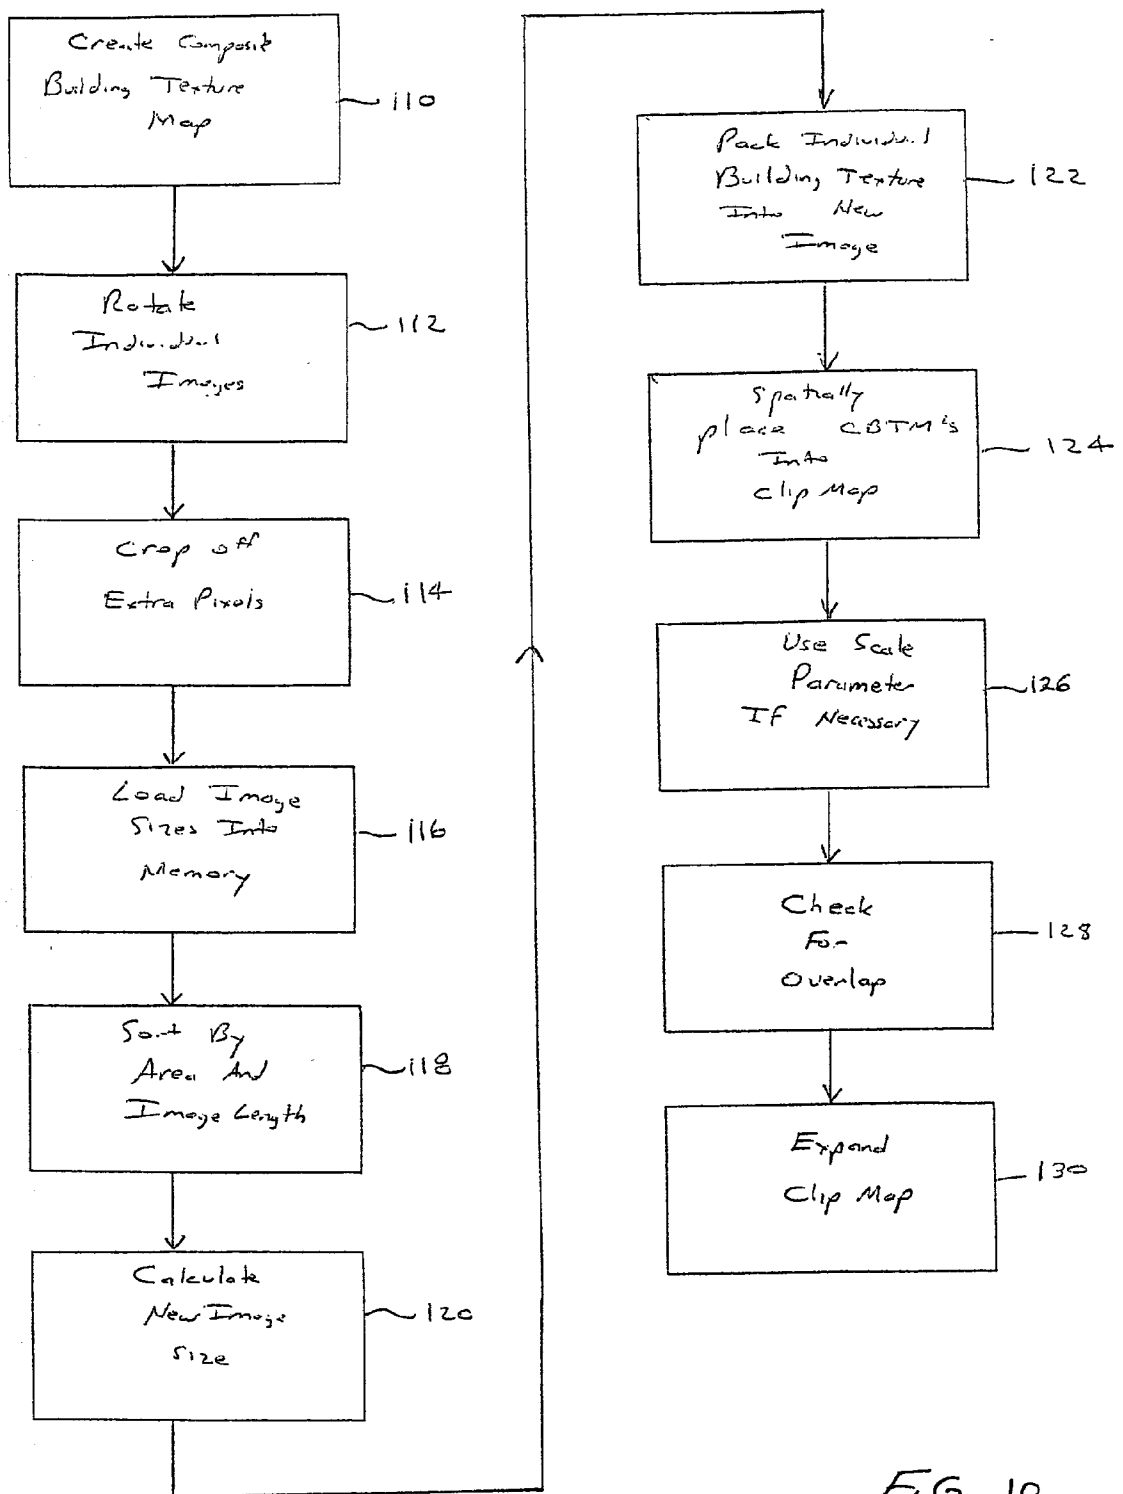 Create Composit
Building Texture
Map
110
Rotate
Individual
Images
112
Crop off
Extra Pixels
114
Load Image
Sizes Into
Memory
116
Sort By
Area And
Image Length
118
Calculate
New Image
Size
120
Pack Individual
Building Texture
Into New
Image
122
Spatially
place CBTM's
Into
Clip Map
124
Use Scale
Parameter
If Necessary
126
Check
For
Overlap
128
Expand
Clip Map
130